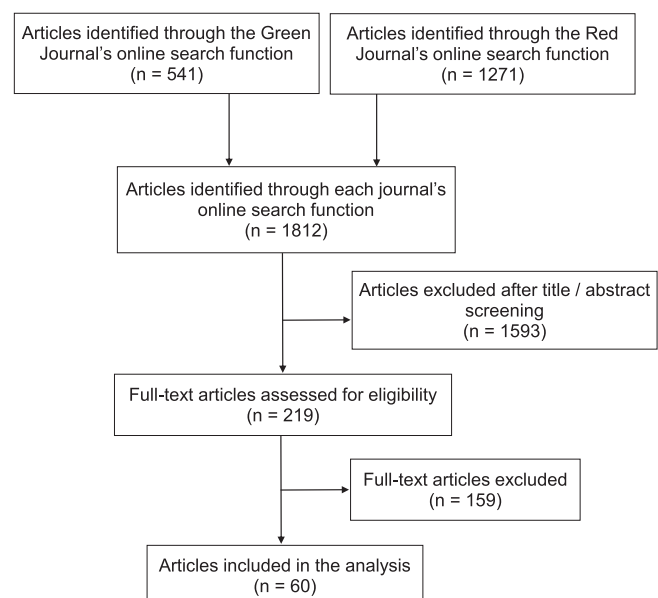 Articles identified through the Green
Journal's online search function
(n = 541)
Articles identified through the Red
Journal's online search function
(n = 1271)
Articles identified through each journal's
online search function
(n = 1812)
Articles excluded after title / abstract
screening
(n = 1593)
Full-text articles assessed for eligibility
(n = 219)
Full-text articles excluded
(n = 159)
Articles included in the analysis
(n = 60)